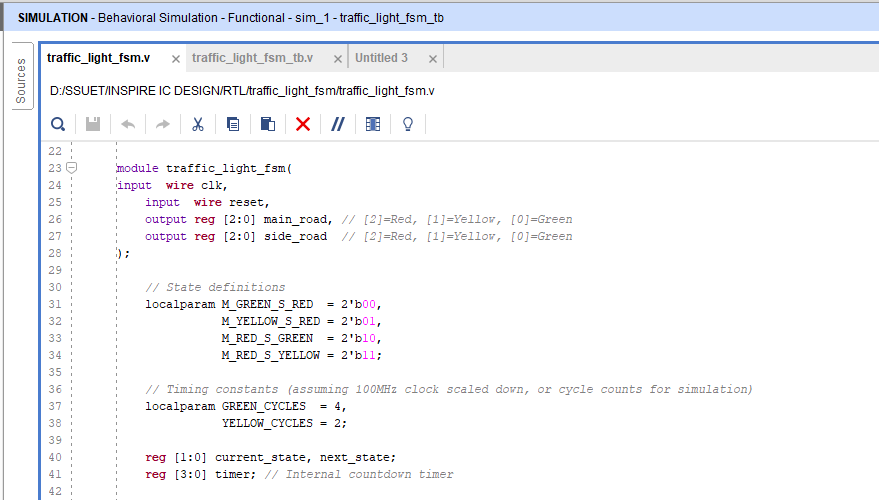 SIMULATION - Behavioral Simulation - Functional - sim_1 - traffic_light_fsm_tb
Sources
traffic_light_fsm.v × traffic_light_fsm_tb.v × Untitled 3 ×
D:/SSUET/INSPIRE IC DESIGN/RTL/traffic_light_fsm/traffic_light_fsm.v
22
23 module traffic_light_fsm(
24 input  wire clk,
25     input  wire reset,
26     output reg [2:0] main_road, // [2]=Red, [1]=Yellow, [0]=Green
27     output reg [2:0] side_road  // [2]=Red, [1]=Yellow, [0]=Green
28 );
29
30     // State definitions
31     localparam M_GREEN_S_RED  = 2'b00,
32                M_YELLOW_S_RED = 2'b01,
33                M_RED_S_GREEN  = 2'b10,
34                M_RED_S_YELLOW = 2'b11;
35
36     // Timing constants (assuming 100MHz clock scaled down, or cycle counts for simulation)
37     localparam GREEN_CYCLES  = 4,
38                YELLOW_CYCLES = 2;
39
40     reg [1:0] current_state, next_state;
41     reg [3:0] timer; // Internal countdown timer
42